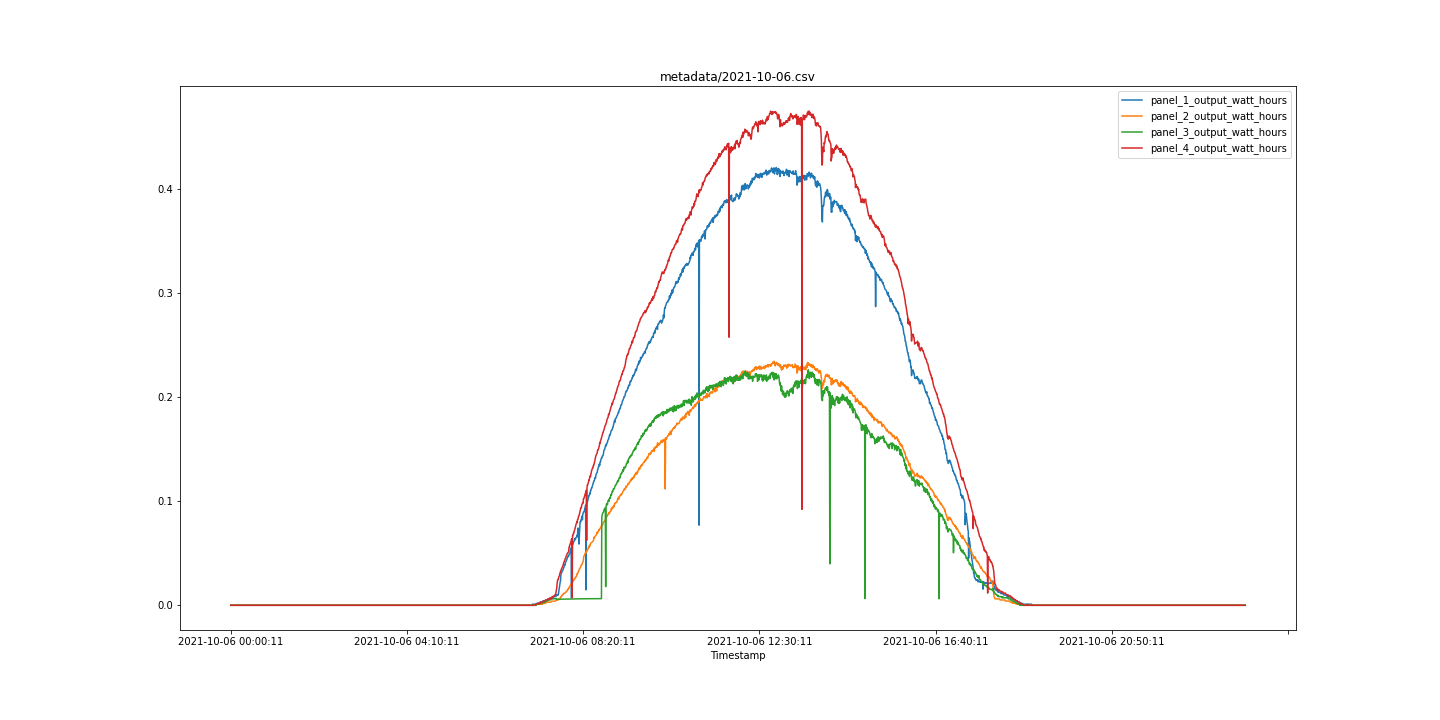 metadata/2021-10-06.csv
panel_1_output_watt_hours
panel_2_output_watt_hours
panel_3_output_watt_hours
panel_4_output_watt_hours
0.4
0.3
0.2
0.1
0.0
2021-10-06 00:00:11 2021-10-06 04:10:11 2021-10-06 08:20:11 2021-10-06 12:30:11 2021-10-06 16:40:11 2021-10-06 20:50:11
Timestamp